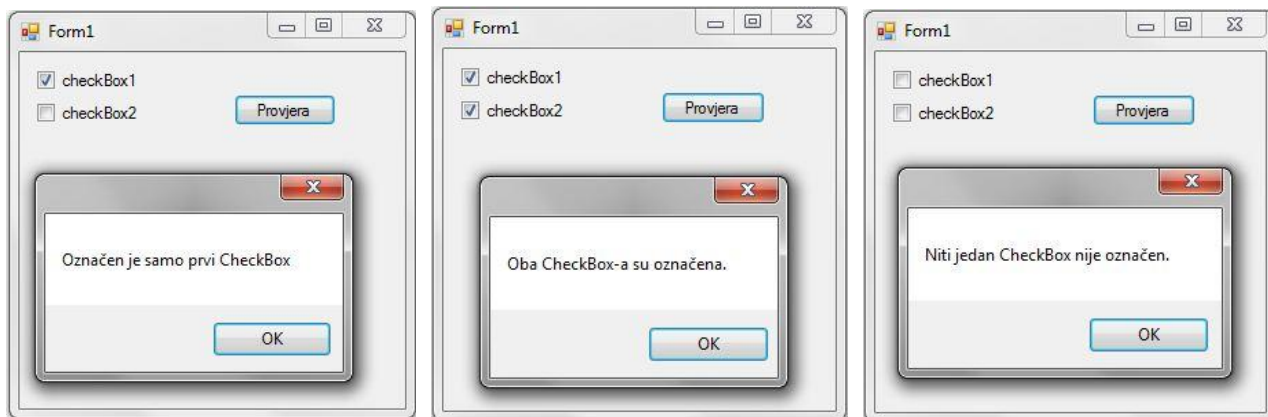 Form1
checkBox1
checkBox2
Provjera
Označen je samo prvi CheckBox
OK
Form1
checkBox1
checkBox2
Provjera
Oba CheckBox-a su označena.
OK
Form1
checkBox1
checkBox2
Provjera
Niti jedan CheckBox nije označen.
OK